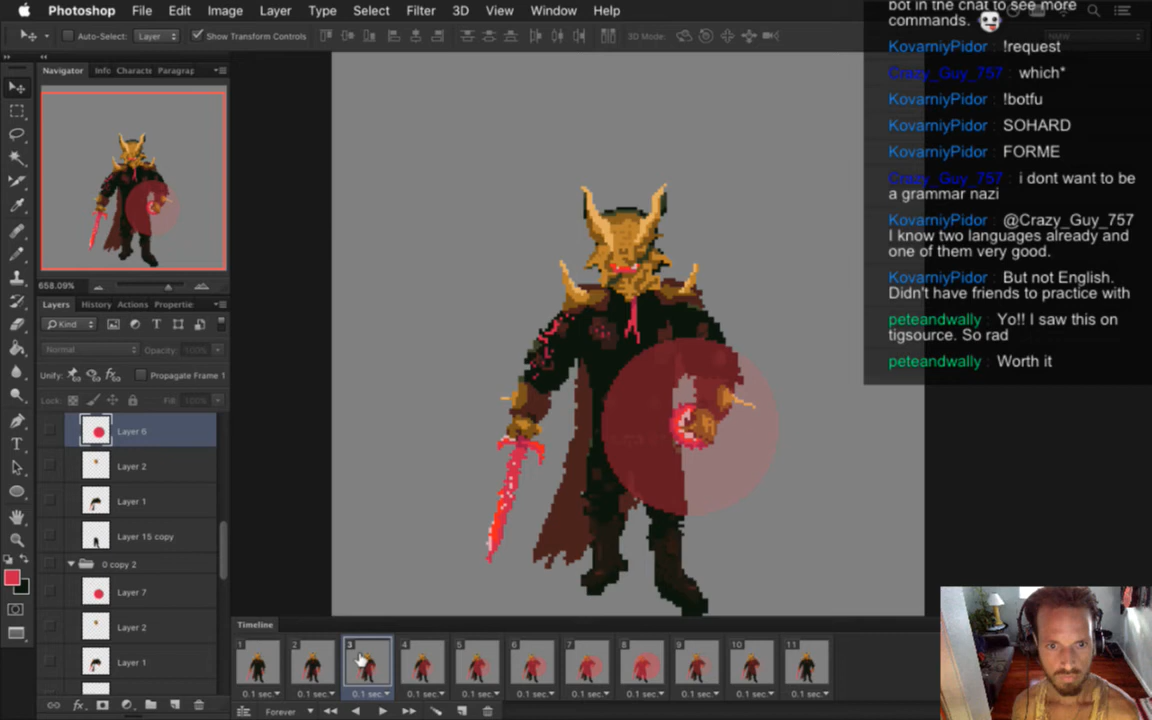 Photoshop File Edit Image Layer Type Select Filter 3D View Window Help
Auto-Select: Layer Show Transform Controls 3D Mode:
Navigator Info Characte Paragrap
658.09%
Layers History Actions Propertie
Kind
Normal Opacity: 100%
Unify: Propagate Frame 1
Lock: Fill: 100%
Layer 6
Layer 2
Layer 1
Layer 15 copy
0 copy 2
Layer 7
Layer 2
Layer 1
Timeline
1 2 3 4 5 6 7 8 9 10 11
0.1 sec. 0.1 sec. 0.1 sec. 0.1 sec. 0.1 sec. 0.1 sec. 0.1 sec. 0.1 sec. 0.1 sec. 0.1 sec. 0.1 sec.
Forever
bot in the chat to see more
commands.
KovarniyPidor : !request
Crazy_Guy_757 : which*
KovarniyPidor : !botfu
KovarniyPidor : SOHARD
KovarniyPidor : FORME
Crazy_Guy_757 : i dont want to be
a grammar nazi
KovarniyPidor : @Crazy_Guy_757
I know two languages already and
one of them very good.
KovarniyPidor : But not English.
Didn't have friends to practice with
peteandwally : Yo!! I saw this on
tigsource. So rad
peteandwally : Worth it